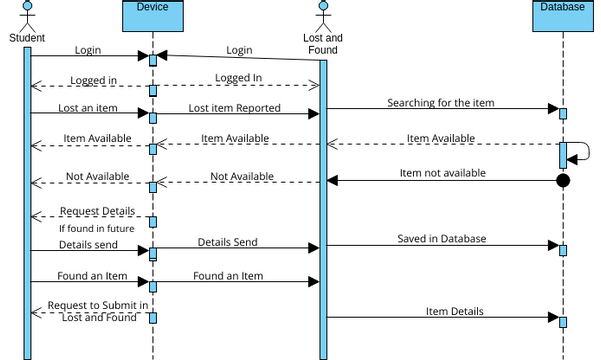 Device
Database
Student
Lost and
Found
Login
Login
Logged in
Logged In
Lost an item
Lost item Reported
Searching for the item
Item Available
Item Available
Item Available
Not Available
Not Available
Item not available
Request Details
If found in future
Details send
Details Send
Saved in Database
Found an Item
Found an Item
Request to Submit in
Lost and Found
Item Details